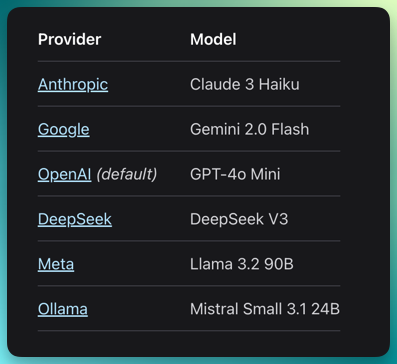 Provider Model
Anthropic Claude 3 Haiku
Google Gemini 2.0 Flash
OpenAI (default) GPT-4o Mini
DeepSeek DeepSeek V3
Meta Llama 3.2 90B
Ollama Mistral Small 3.1 24B